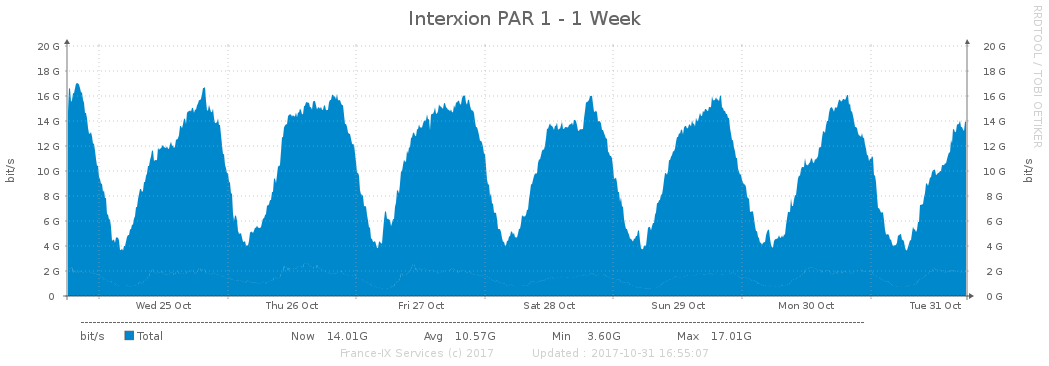 Interxion PAR 1 - 1 Week
RRDTOOL / TOBI OETIKER
bit/s
20 G 20 G
18 G 18 G
16 G 16 G
14 G 14 G
12 G 12 G
10 G 10 G
8 G 8 G
6 G 6 G
4 G 4 G
2 G 2 G
0 0 G
bit/s
Wed 25 Oct Thu 26 Oct Fri 27 Oct Sat 28 Oct Sun 29 Oct Mon 30 Oct Tue 31 Oct
bit/s Total Now 14.01G Avg 10.57G Min 3.60G Max 17.01G
France-IX Services (c) 2017 Updated : 2017-10-31 16:55:07